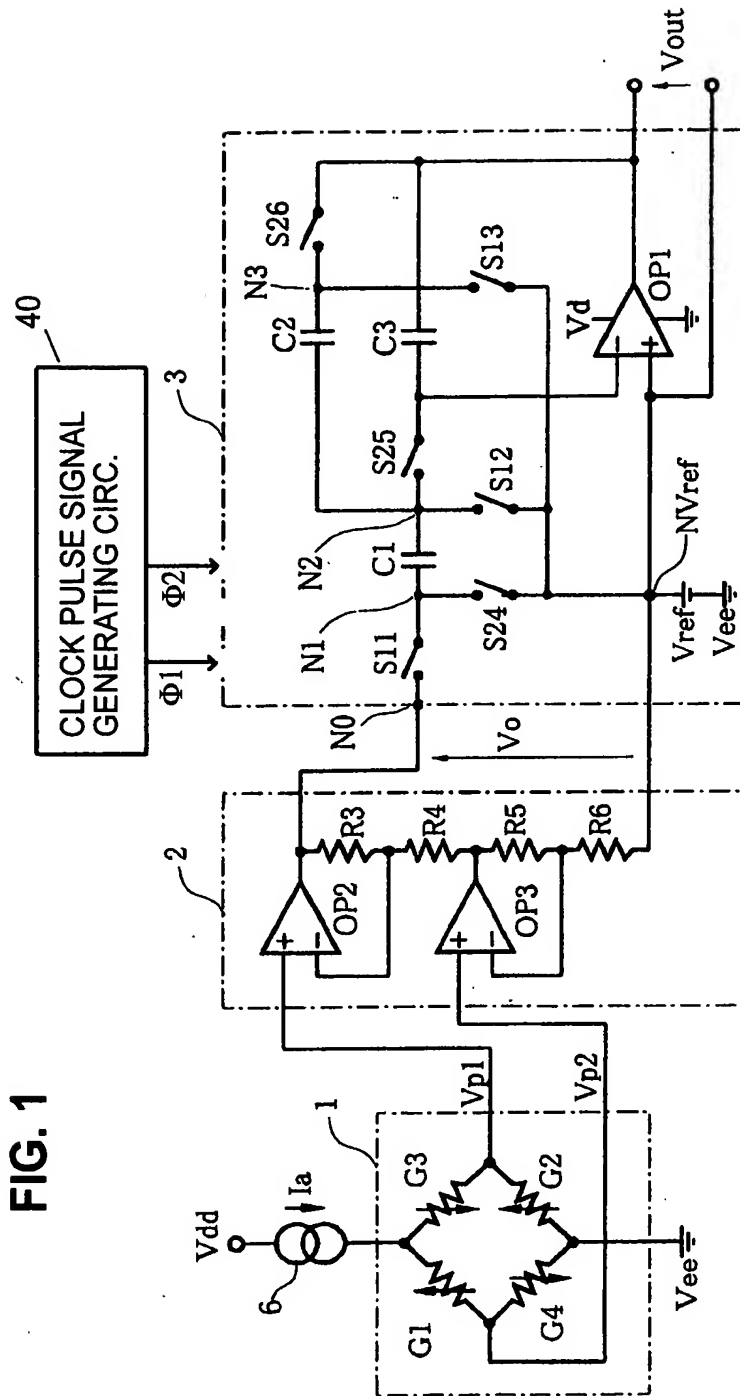 FIG. 1
40
CLOCK PULSE SIGNAL
GENERATING CIRC.
Φ1
Φ2
3
S26
N3
C2
S13
C3
Vd
OP1
Vout
S25
N2
S12
C1
N1
S24
S11
N0
NVref
Vref
Vee
Vo
2
OP2
R3
R4
OP3
R5
R6
Vp1
Vp2
1
Vdd
Ia
6
G3
G1
G2
G4
Vee
+
−
+
−
−
+